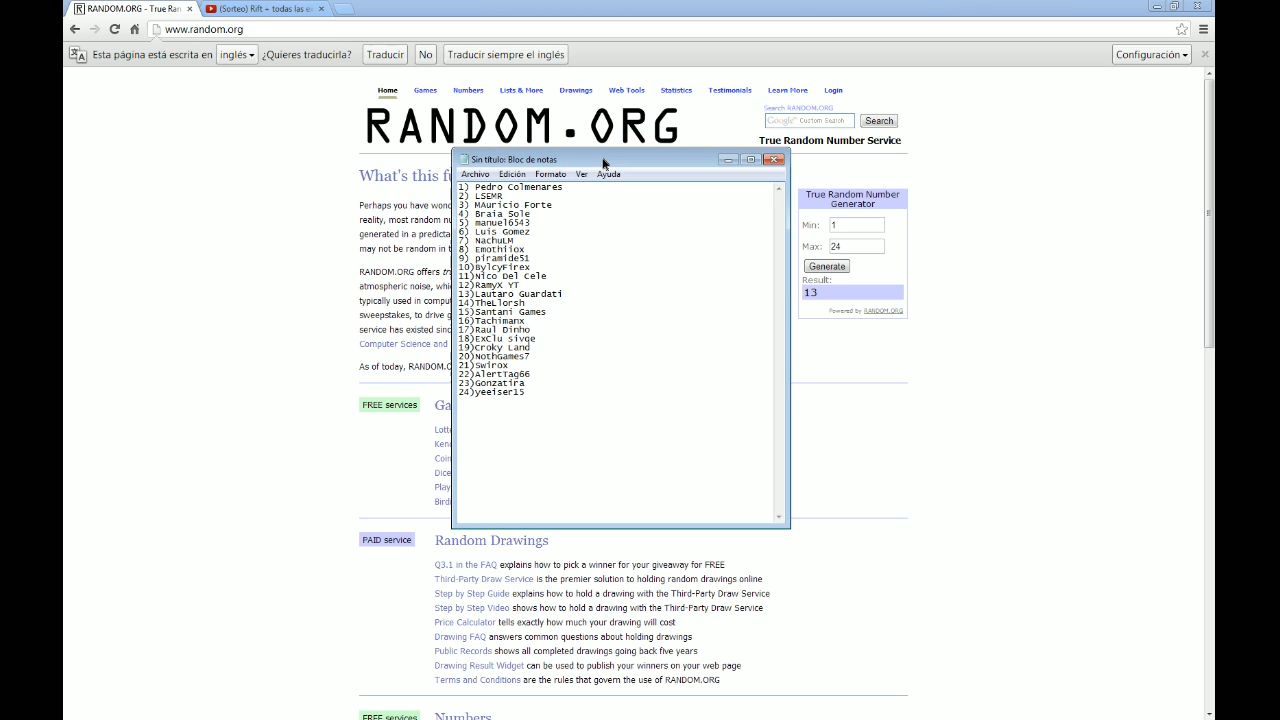 RANDOM.ORG - True Ran
(Sorteo) Rift + todas las e
www.random.org
Esta página está escrita en inglés ¿Quieres traducirla? Traducir No Traducir siempre el inglés Configuración
Home Games Numbers Lists & More Drawings Web Tools Statistics Testimonials Learn More Login
RANDOM.ORG
Search RANDOM.ORG
Google™ Custom Search Search
True Random Number Service
What's this fu
Perhaps you have wond
reality, most random nu
generated in a predicta
may not be random in t
RANDOM.ORG offers tr
atmospheric noise, whic
typically used in comput
sweepstakes, to drive g
service has existed sinc
Computer Science and
As of today, RANDOM.O
Sin título: Bloc de notas
Archivo Edición Formato Ver Ayuda
1) Pedro Colmenares
2) LSEMR
3) MAuricio Forte
4) Braia Sole
5) manuel6543
6) Luis Gomez
7) NachuLM
8) Emothiiox
9) piramide51
10)BylcyFirex
11)Nico Del Cele
12)RamyX YT
13)Lautaro Guardati
14)TheLlorsh
15)Santani Games
16)Tachimanx
17)Raul Dinho
18)ExClu sivqe
19)Croky Land
20)NothGames7
21)Swirox
22)AlertTag66
23)Gonzatira
24)yeeiser15
True Random Number
Generator
Min: 1
Max: 24
Generate
Result:
13
Powered by RANDOM.ORG
FREE services
Ga
Lott
Keno
Coin
Dice
Play
Birdi
PAID service
Random Drawings
Q3.1 in the FAQ explains how to pick a winner for your giveaway for FREE
Third-Party Draw Service is the premier solution to holding random drawings online
Step by Step Guide explains how to hold a drawing with the Third-Party Draw Service
Step by Step Video shows how to hold a drawing with the Third-Party Draw Service
Price Calculator tells exactly how much your drawing will cost
Drawing FAQ answers common questions about holding drawings
Public Records shows all completed drawings going back five years
Drawing Result Widget can be used to publish your winners on your web page
Terms and Conditions are the rules that govern the use of RANDOM.ORG
FREE services
Numbers